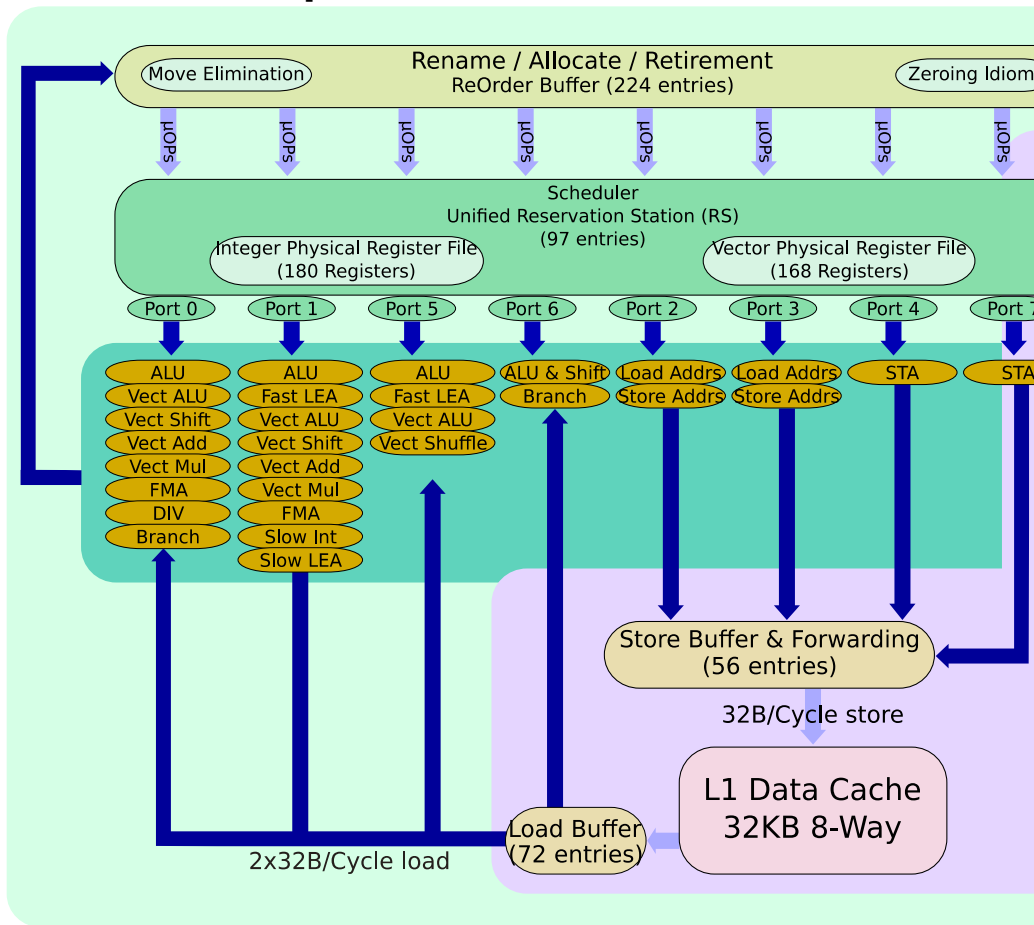 Rename / Allocate / Retirement
ReOrder Buffer (224 entries)
Move Elimination
Zeroing Idiom
µOPs
µOPs
µOPs
µOPs
µOPs
µOPs
µOPs
µOPs
Scheduler
Unified Reservation Station (RS)
(97 entries)
Integer Physical Register File
(180 Registers)
Vector Physical Register File
(168 Registers)
Port 0
Port 1
Port 5
Port 6
Port 2
Port 3
Port 4
Port 7
ALU
Vect ALU
Vect Shift
Vect Add
Vect Mul
FMA
DIV
Branch
ALU
Fast LEA
Vect ALU
Vect Shift
Vect Add
Vect Mul
FMA
Slow Int
Slow LEA
ALU
Fast LEA
Vect ALU
Vect Shuffle
ALU & Shift
Branch
Load Addrs
Store Addrs
Load Addrs
Store Addrs
STA
STA
Store Buffer & Forwarding
(56 entries)
32B/Cycle store
L1 Data Cache
32KB 8-Way
Load Buffer
(72 entries)
2x32B/Cycle load